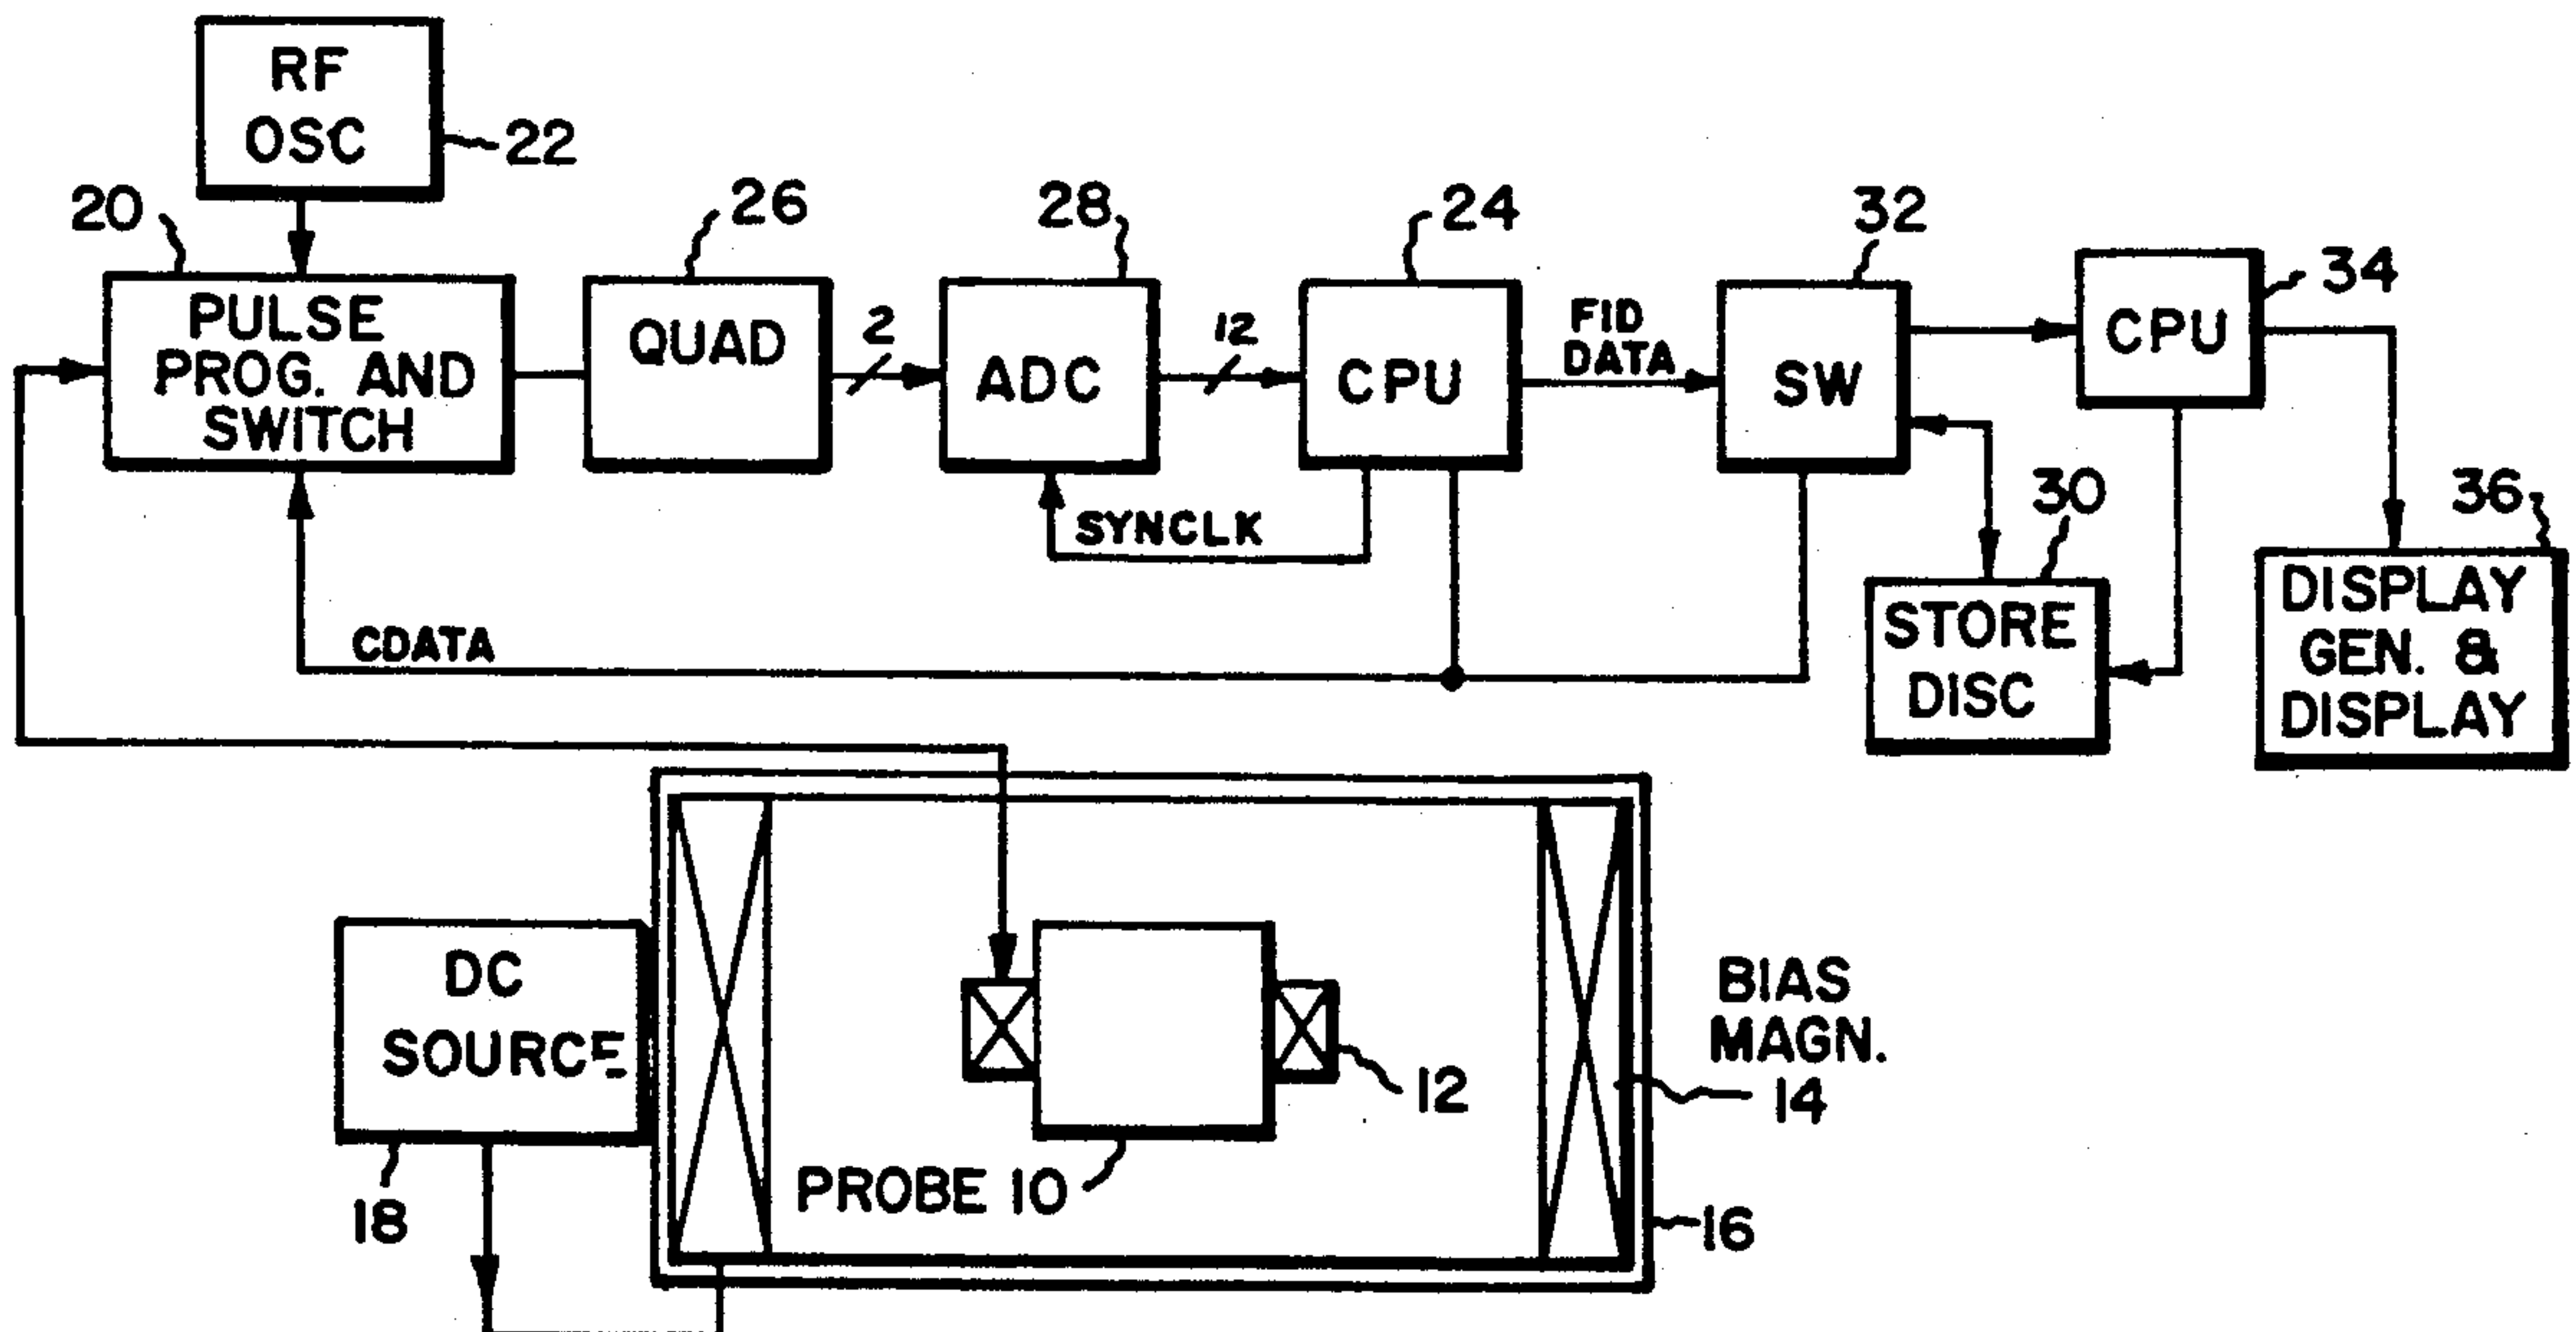 RF
OSC
22
20
26
28
24
32
34
PULSE
PROG. AND
SWITCH
QUAD
2
ADC
12
CPU
FID
DATA
SW
CPU
SYNCLK
30
36
CDATA
STORE
DISC
DISPLAY
GEN. &
DISPLAY
DC
SOURCE
18
PROBE 10
12
BIAS
MAGN.
14
16